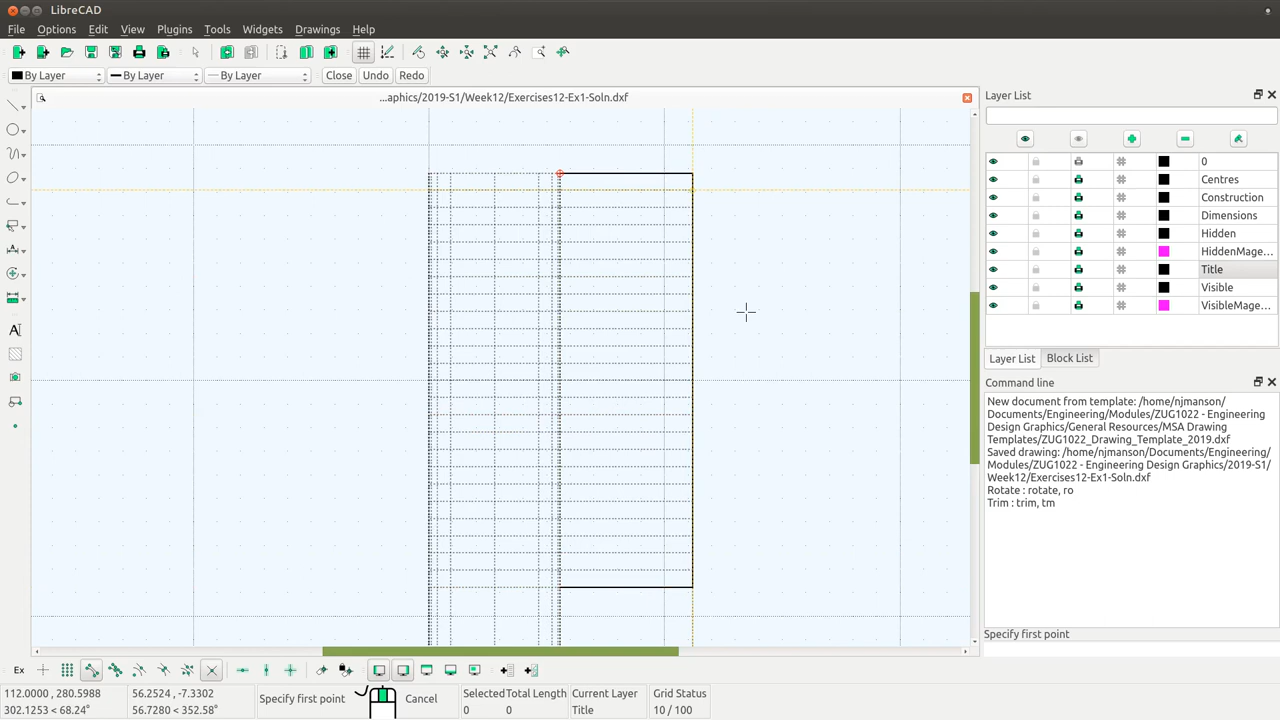 LibreCAD
File Options Edit View Plugins Tools Widgets Drawings Help
By Layer By Layer By Layer Close Undo Redo
...aphics/2019-S1/Week12/Exercises12-Ex1-Soln.dxf
Layer List
0
Centres
Construction
Dimensions
Hidden
HiddenMage...
Title
Visible
VisibleMage...
Layer List Block List
Command line
New document from template: /home/njmanson/
Documents/Engineering/Modules/ZUG1022 - Engineering
Design Graphics/General Resources/MSA Drawing
Templates/ZUG1022_Drawing_Template_2019.dxf
Saved drawing: /home/njmanson/Documents/Engineering/
Modules/ZUG1022 - Engineering Design Graphics/2019-S1/
Week12/Exercises12-Ex1-Soln.dxf
Rotate : rotate, ro
Trim : trim, tm
Specify first point
Ex
112.0000 , 280.5988 56.2524 , -7.3302 Specify first point Cancel Selected Total Length Current Layer Grid Status
302.1253 < 68.24° 56.7280 < 352.58° 0 0 Title 10 / 100